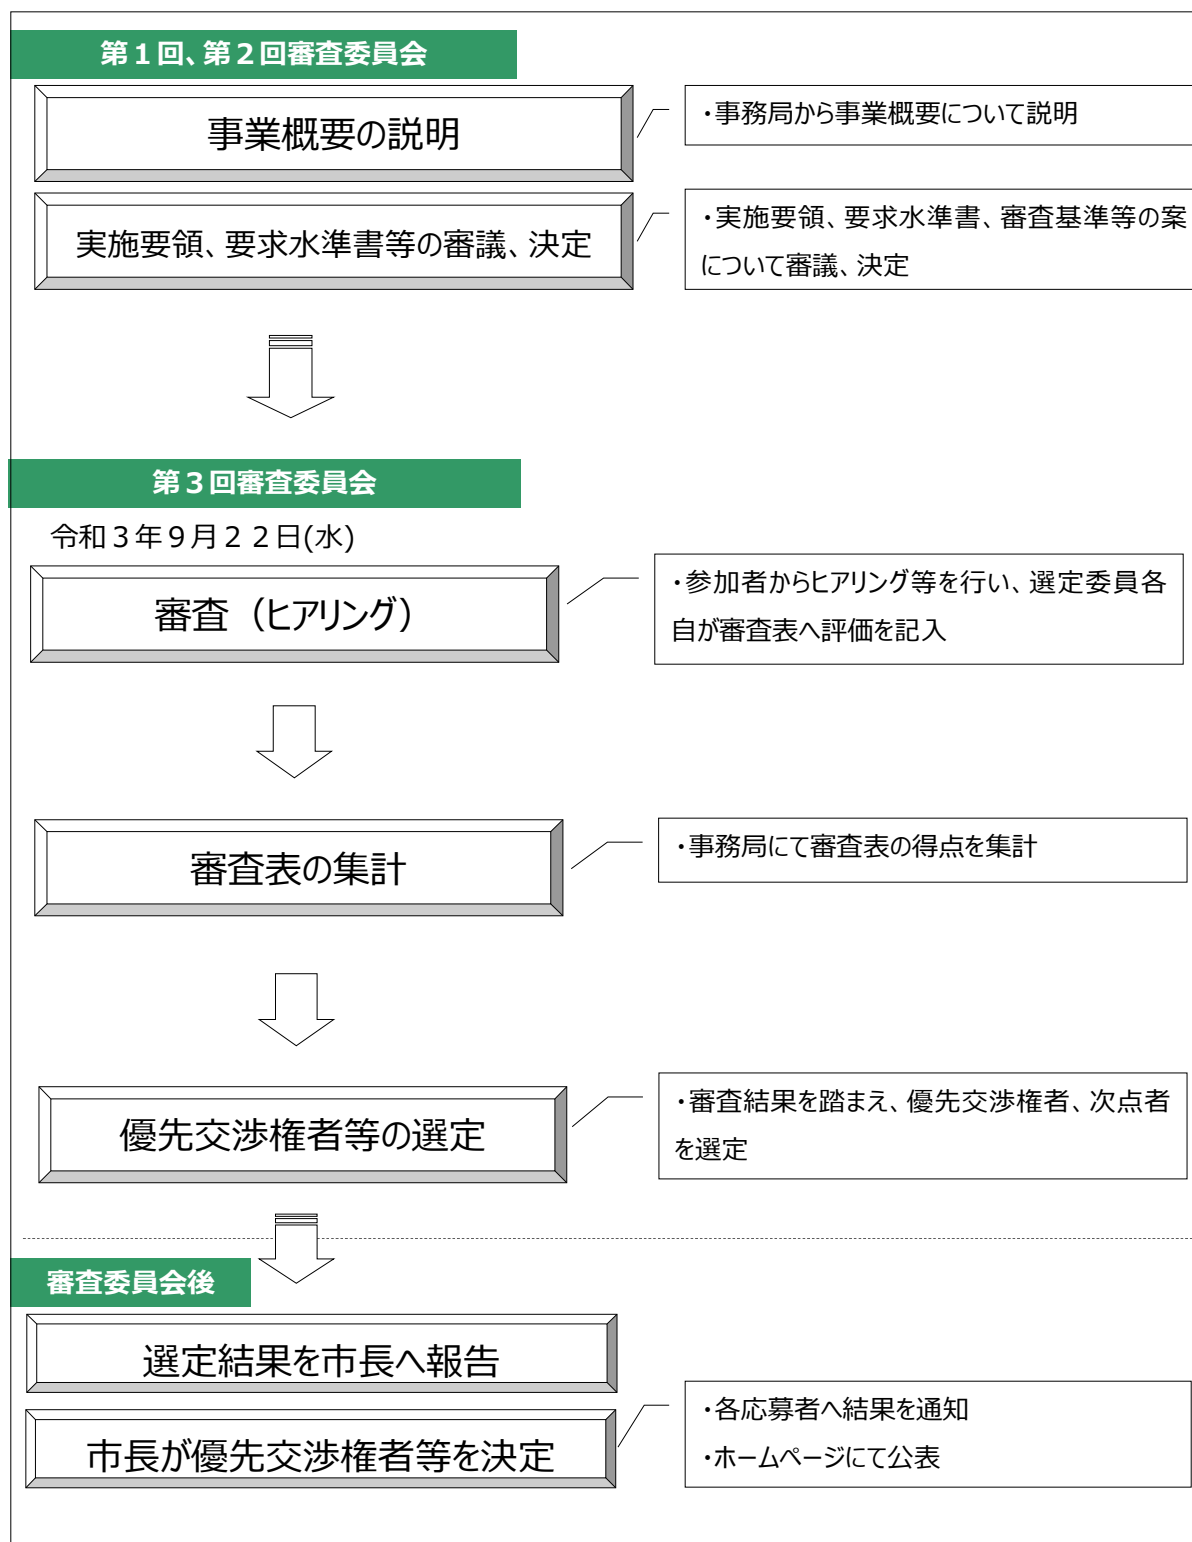 第１回、第２回審査委員会
事業概要の説明
・事務局から事業概要について説明
実施要領、要求水準書等の審議、決定
・実施要領、要求水準書、審査基準等の案
について審議、決定
第３回審査委員会
令和３年９月２２日(水)
審査（ヒアリング）
・参加者からヒアリング等を行い、選定委員各
自が審査表へ評価を記入
審査表の集計
・事務局にて審査表の得点を集計
優先交渉権者等の選定
・審査結果を踏まえ、優先交渉権者、次点者
を選定
審査委員会後
選定結果を市長へ報告
市長が優先交渉権者等を決定
・各応募者へ結果を通知
・ホームページにて公表